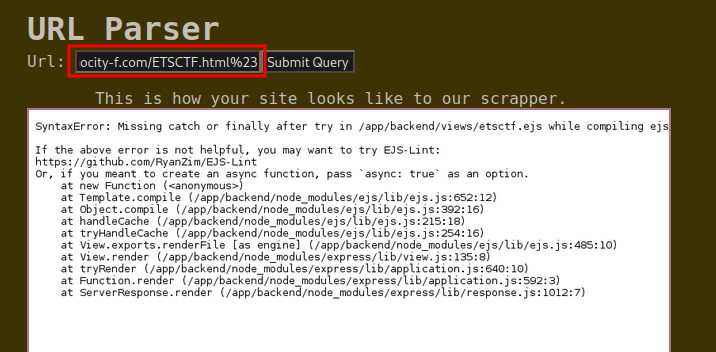 URL Parser
Url: ocity-f.com/ETSCTF.html%23 Submit Query
This is how your site looks like to our scrapper.
SyntaxError: Missing catch or finally after try in /app/backend/views/etsctf.ejs while compiling ejs
If the above error is not helpful, you may want to try EJS-Lint:
https://github.com/RyanZim/EJS-Lint
Or, if you meant to create an async function, pass `async: true` as an option.
at new Function (<anonymous>)
at Template.compile (/app/backend/node_modules/ejs/lib/ejs.js:652:12)
at Object.compile (/app/backend/node_modules/ejs/lib/ejs.js:392:16)
at handleCache (/app/backend/node_modules/ejs/lib/ejs.js:215:18)
at tryHandleCache (/app/backend/node_modules/ejs/lib/ejs.js:254:16)
at View.exports.renderFile [as engine] (/app/backend/node_modules/ejs/lib/ejs.js:485:10)
at View.render (/app/backend/node_modules/express/lib/view.js:135:8)
at tryRender (/app/backend/node_modules/express/lib/application.js:640:10)
at Function.render (/app/backend/node_modules/express/lib/application.js:592:3)
at ServerResponse.render (/app/backend/node_modules/express/lib/response.js:1012:7)